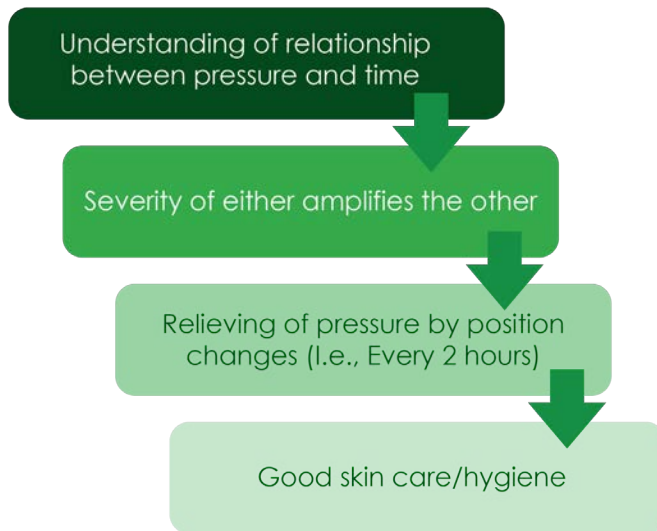 Understanding of relationship
between pressure and time
Severity of either amplifies the other
Relieving of pressure by position
changes (I.e., Every 2 hours)
Good skin care/hygiene